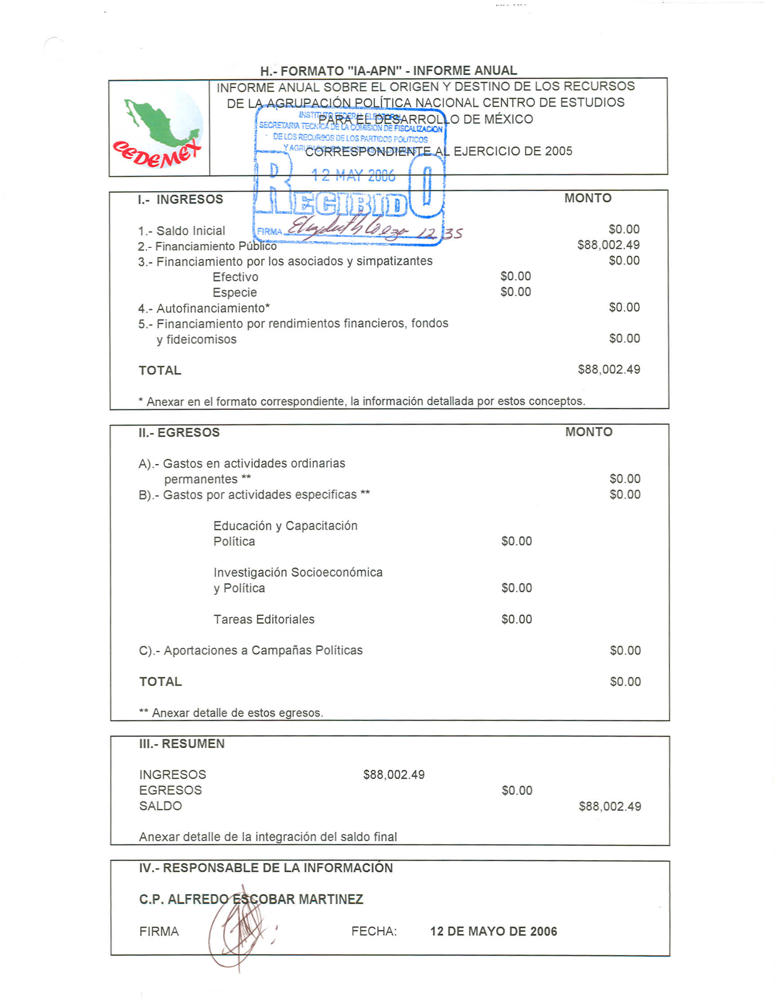 H.- FORMATO "IA-APN" - INFORME ANUAL
CEDEMEX
INFORME ANUAL SOBRE EL ORIGEN Y DESTINO DE LOS RECURSOS
DE LA AGRUPACIÓN POLÍTICA NACIONAL CENTRO DE ESTUDIOS
PARA EL DESARROLLO DE MÉXICO
CORRESPONDIENTE AL EJERCICIO DE 2005
INSTITUTO FEDERAL ELECTORAL
SECRETARIA TECNICA DE LA COMISION DE FISCALIZACION
DE LOS RECURSOS DE LOS PARTIDOS POLITICOS
Y AGRUPACIONES POLITICAS NACIONALES
12 MAY 2006
RECIBIDO
FIRMA Elizabeth 12 35
I.- INGRESOS MONTO
1.- Saldo Inicial $0.00
2.- Financiamiento Público $88,002.49
3.- Financiamiento por los asociados y simpatizantes $0.00
Efectivo $0.00
Especie $0.00
4.- Autofinanciamiento* $0.00
5.- Financiamiento por rendimientos financieros, fondos
y fideicomisos $0.00
TOTAL $88,002.49
* Anexar en el formato correspondiente, la información detallada por estos conceptos.
II.- EGRESOS MONTO
A).- Gastos en actividades ordinarias
permanentes ** $0.00
B).- Gastos por actividades especificas ** $0.00
Educación y Capacitación
Política $0.00
Investigación Socioeconómica
y Política $0.00
Tareas Editoriales $0.00
C).- Aportaciones a Campañas Políticas $0.00
TOTAL $0.00
** Anexar detalle de estos egresos.
III.- RESUMEN
INGRESOS $88,002.49
EGRESOS $0.00
SALDO $88,002.49
Anexar detalle de la integración del saldo final
IV.- RESPONSABLE DE LA INFORMACIÓN
C.P. ALFREDO ESCOBAR MARTINEZ
FIRMA FECHA: 12 DE MAYO DE 2006